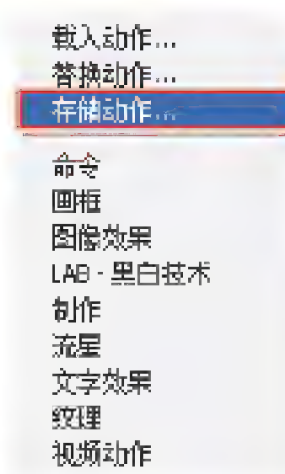 载入动作...
替换动作...
存储动作...
命令
画框
图像效果
LAB - 黑白技术
制作
流星
文字效果
纹理
视频动作